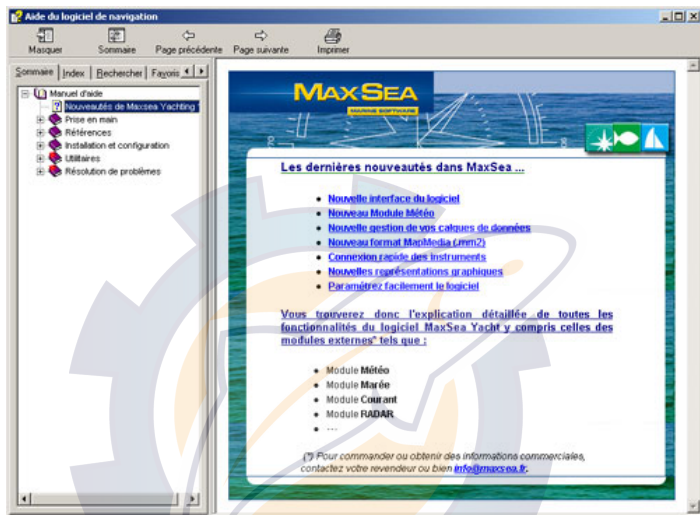 Aide du logiciel de navigation
Masquer Sommaire Page précédente Page suivante Imprimer
Sommaire Index Rechercher Favoris
Manuel d'aide
Nouveautés de Maxsea Yachting
Prise en main
Références
Installation et configuration
Utilitaires
Résolution de problèmes
MAXSEA
MARINE SOFTWARE
Les dernières nouveautés dans MaxSea ...
Nouvelle interface du logiciel
Nouveau Module Météo
Nouvelle gestion de vos calques de données
Nouveau format MapMedia (.mm2)
Connexion rapide des instruments
Nouvelles représentations graphiques
Paramétrez facilement le logiciel
Vous trouverez donc l'explication détaillée de toutes les
fonctionnalités du logiciel MaxSea Yacht y compris celles des
modules externes* tels que :
Module Météo
Module Marée
Module Courant
Module RADAR
...
(*) Pour commander ou obtenir des informations commerciales,
contactez votre revendeur ou bien info@maxsea.fr.